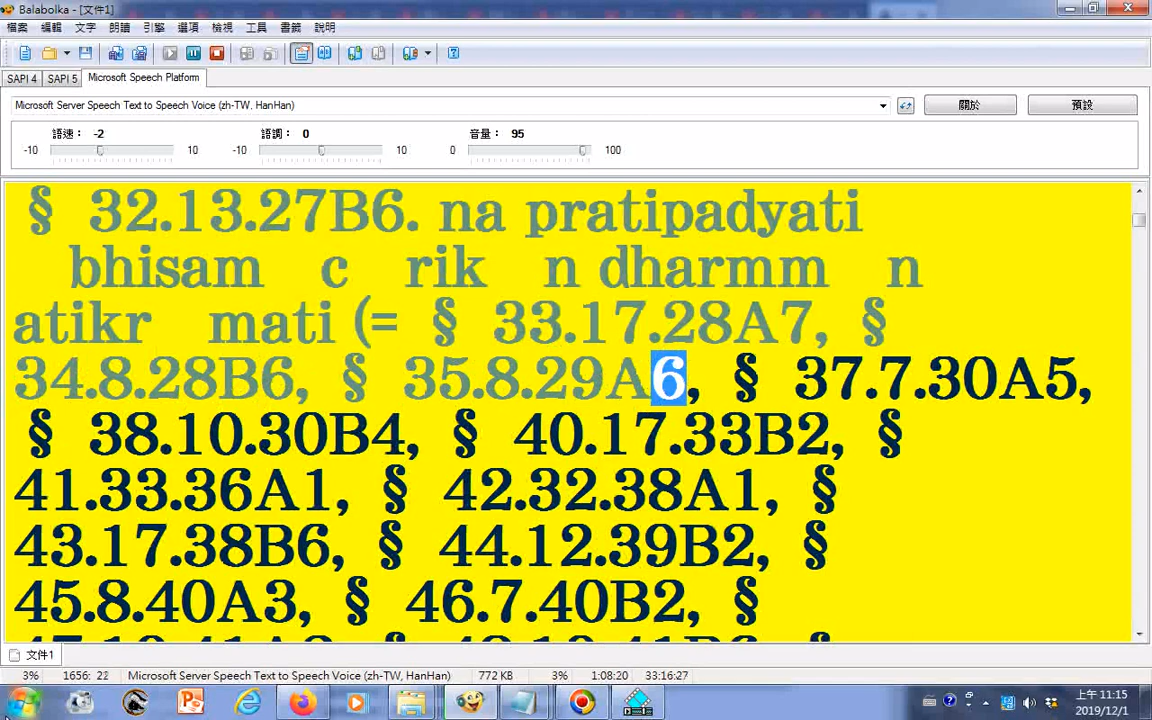 Balabolka - [文件1]
檔案 編輯 文字 朗讀 引擎 選項 檢視 工具 書籤 說明
SAPI 4 SAPI 5 Microsoft Speech Platform
Microsoft Server Speech Text to Speech Voice (zh-TW, HanHan) 關於 預設
語速： -2 語調： 0 音量： 95
-10 10 -10 10 0 100
§ 32.13.27B6. na pratipadyati
bhisam c rik n dharmm n
atikr mati (= § 33.17.28A7, §
34.8.28B6, § 35.8.29A6, § 37.7.30A5,
§ 38.10.30B4, § 40.17.33B2, §
41.33.36A1, § 42.32.38A1, §
43.17.38B6, § 44.12.39B2, §
45.8.40A3, § 46.7.40B2, §
文件1
3% 1656: 22 Microsoft Server Speech Text to Speech Voice (zh-TW, HanHan) 772 KB 3% 1:08:20 33:16:27
上午 11:15
2019/12/1